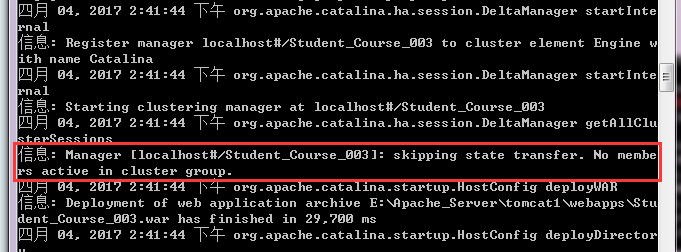 四月 04, 2017 2:41:44 下午 org.apache.catalina.ha.session.DeltaManager startInte
rnal
信息: Register manager localhost#/Student_Course_003 to cluster element Engine w
ith name Catalina
四月 04, 2017 2:41:44 下午 org.apache.catalina.ha.session.DeltaManager startInte
rnal
信息: Starting clustering manager at localhost#/Student_Course_003
四月 04, 2017 2:41:44 下午 org.apache.catalina.ha.session.DeltaManager getAllClu
sterSessions
信息: Manager [localhost#/Student_Course_003]: skipping state transfer. No membe
rs active in cluster group.
四月 04, 2017 2:41:44 下午 org.apache.catalina.startup.HostConfig deployWAR
信息: Deployment of web application archive E:\Apache_Server\tomcat1\webapps\Stu
dent_Course_003.war has finished in 29,700 ms
四月 04, 2017 2:41:44 下午 org.apache.catalina.startup.HostConfig deployDirector